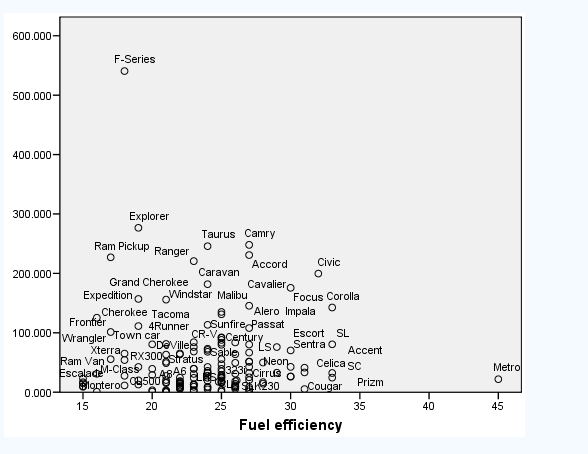 600.000
F-Series
500.000
400.000
300.000
Explorer
Taurus Camry
Ram Pickup
Ranger
Accord Civic
200.000
Caravan
Grand Cherokee Cavalier
Expedition Windstar Malibu Focus Corolla
Cherokee Tacoma Alero Impala
Frontier 4Runner Sunfire Passat
100.000
Wrangler Town car CR-V Century Escort SL
LS Sentra
Xterra RX300 DeVille Sable Accent
Ram Van Stratus Neon Celica SC
Escalade M-Class A6 323i Cirrus Metro
Montero Cougar Prizm
0.000
15 20 25 30 35 40 45
Fuel efficiency